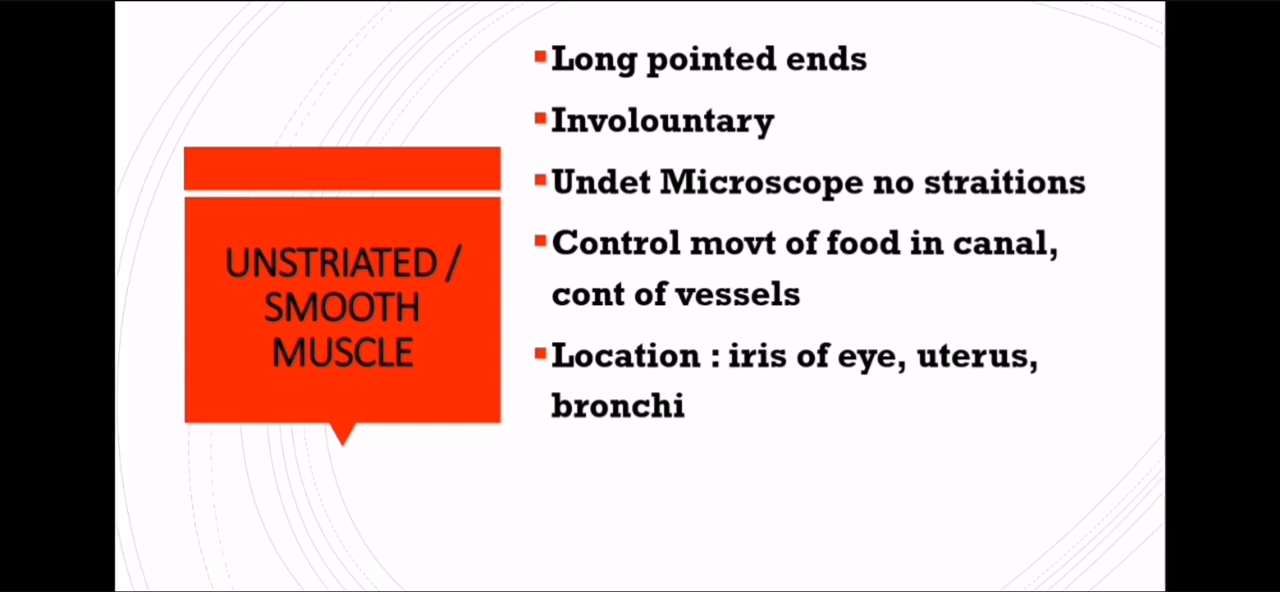 UNSTRIATED /
SMOOTH
MUSCLE
Long pointed ends
Involountary
Undet Microscope no straitions
Control movt of food in canal,
cont of vessels
Location : iris of eye, uterus,
bronchi